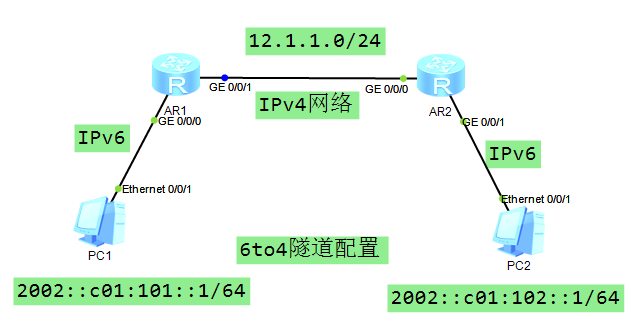 12.1.1.0/24
R
R
AR1
GE 0/0/1
GE 0/0/0
AR2
IPv4网络
GE 0/0/0
GE 0/0/1
IPv6
IPv6
Ethernet 0/0/1
Ethernet 0/0/1
PC1
6to4隧道配置
PC2
2002::c01:101::1/64
2002::c01:102::1/64